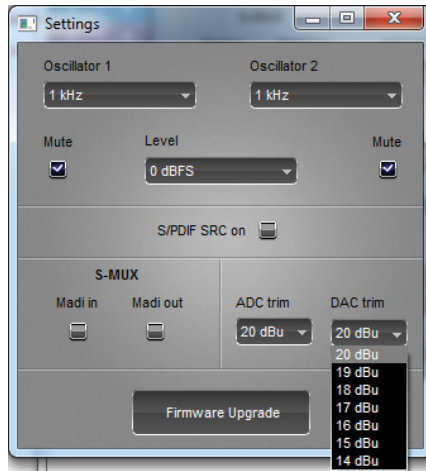 Settings
Oscillator 1 Oscillator 2
1 kHz 1 kHz
Mute Level Mute
0 dBFS
S/PDIF SRC on
S-MUX
Madi in Madi out ADC trim DAC trim
20 dBu 20 dBu
20 dBu
19 dBu
18 dBu
Firmware Upgrade 17 dBu
16 dBu
15 dBu
14 dBu